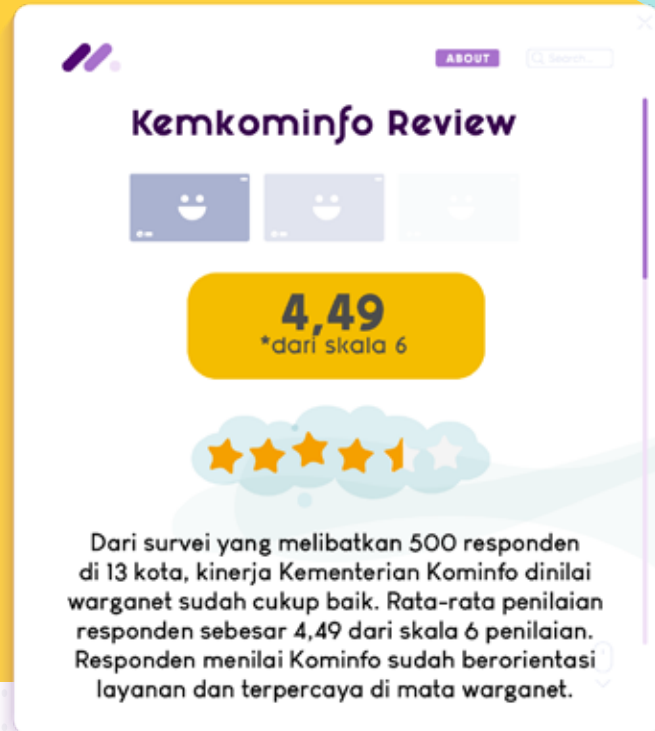 ABOUT
Search...
Kemkominfo Review
4,49
*dari skala 6
Dari survei yang melibatkan 500 responden
di 13 kota, kinerja Kementerian Kominfo dinilai
warganet sudah cukup baik. Rata-rata penilaian
responden sebesar 4,49 dari skala 6 penilaian.
Responden menilai Kominfo sudah berorientasi
layanan dan terpercaya di mata warganet.